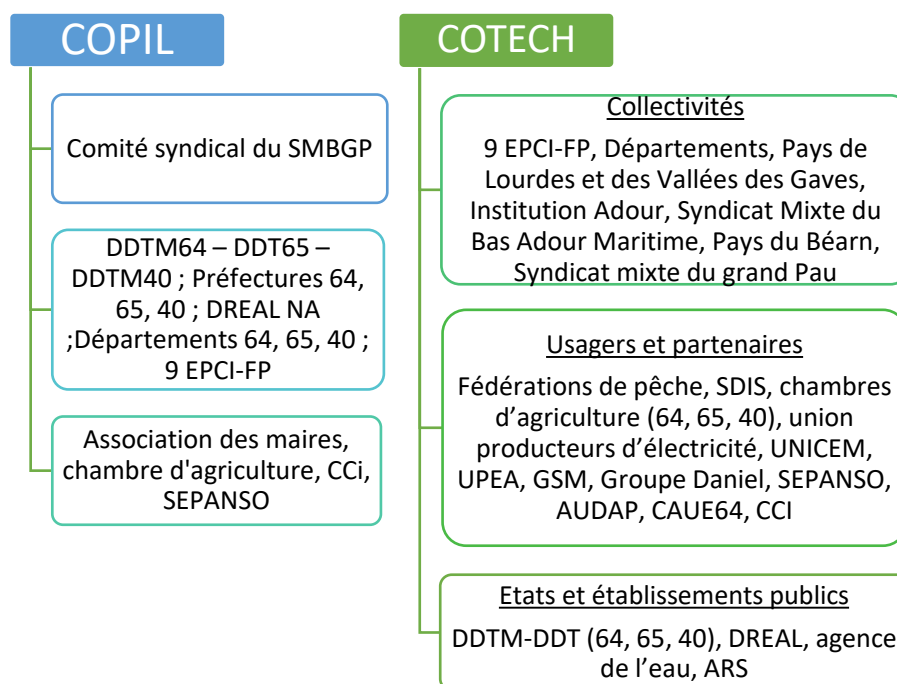 COPIL
Comité syndical du SMBGP
DDTM64 – DDT65 –
DDTM40 ; Préfectures 64,
65, 40 ; DREAL NA
;Départements 64, 65, 40 ;
9 EPCI-FP
Association des maires,
chambre d'agriculture, CCi,
SEPANSO
COTECH
Collectivités
9 EPCI-FP, Départements, Pays de
Lourdes et des Vallées des Gaves,
Institution Adour, Syndicat Mixte du
Bas Adour Maritime, Pays du Béarn,
Syndicat mixte du grand Pau
Usagers et partenaires
Fédérations de pêche, SDIS, chambres
d’agriculture (64, 65, 40), union
producteurs d’électricité, UNICEM,
UPEA, GSM, Groupe Daniel, SEPANSO,
AUDAP, CAUE64, CCI
Etats et établissements publics
DDTM-DDT (64, 65, 40), DREAL, agence
de l’eau, ARS